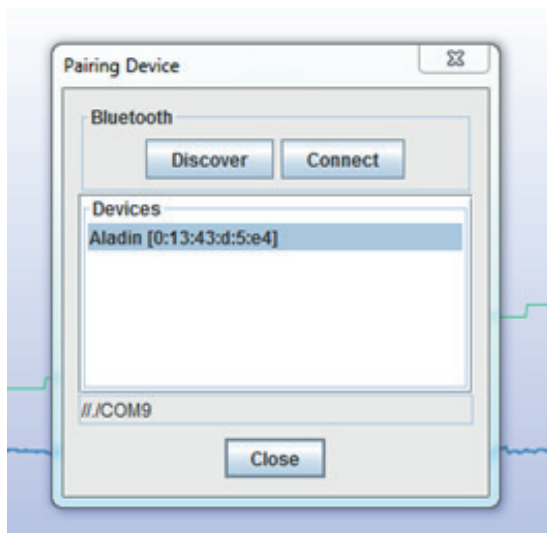 Pairing Device
Bluetooth
Discover Connect
Devices
Aladin [0:13:43:d:5:e4]
//./COM9
Close